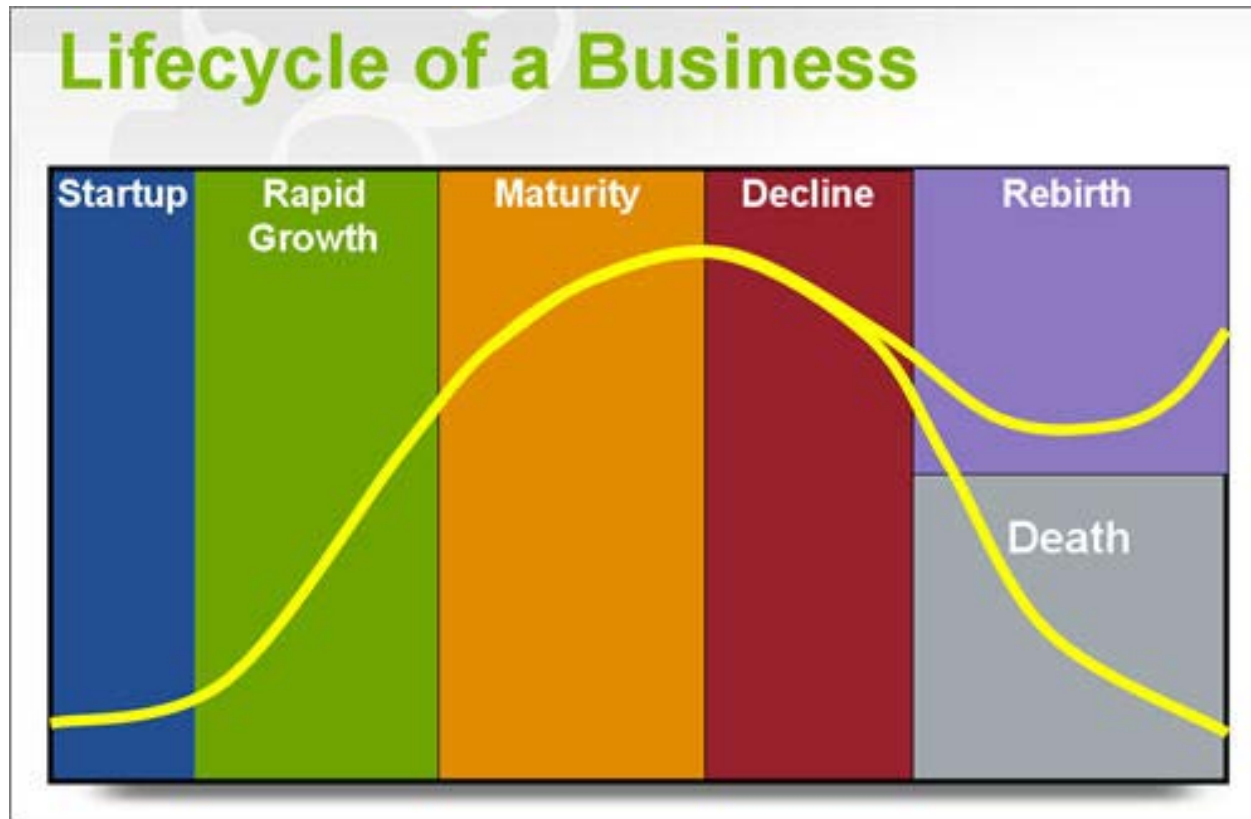 Lifecycle of a Business
Startup
Rapid
Growth
Maturity
Decline
Rebirth
Death